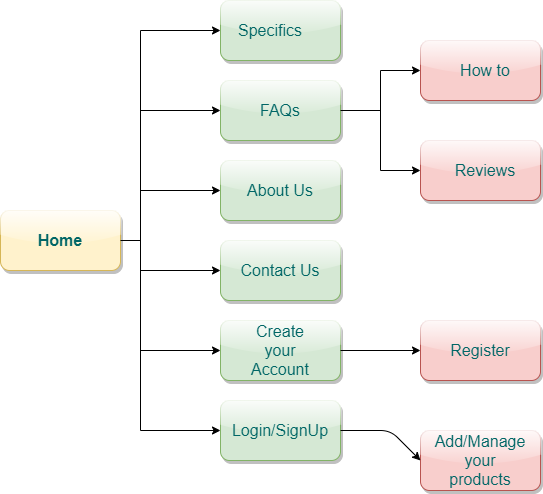 Specifics
How to
FAQs
Reviews
About Us
Home
Contact Us
Create
your
Account
Register
Login/SignUp
Add/Manage
your
products